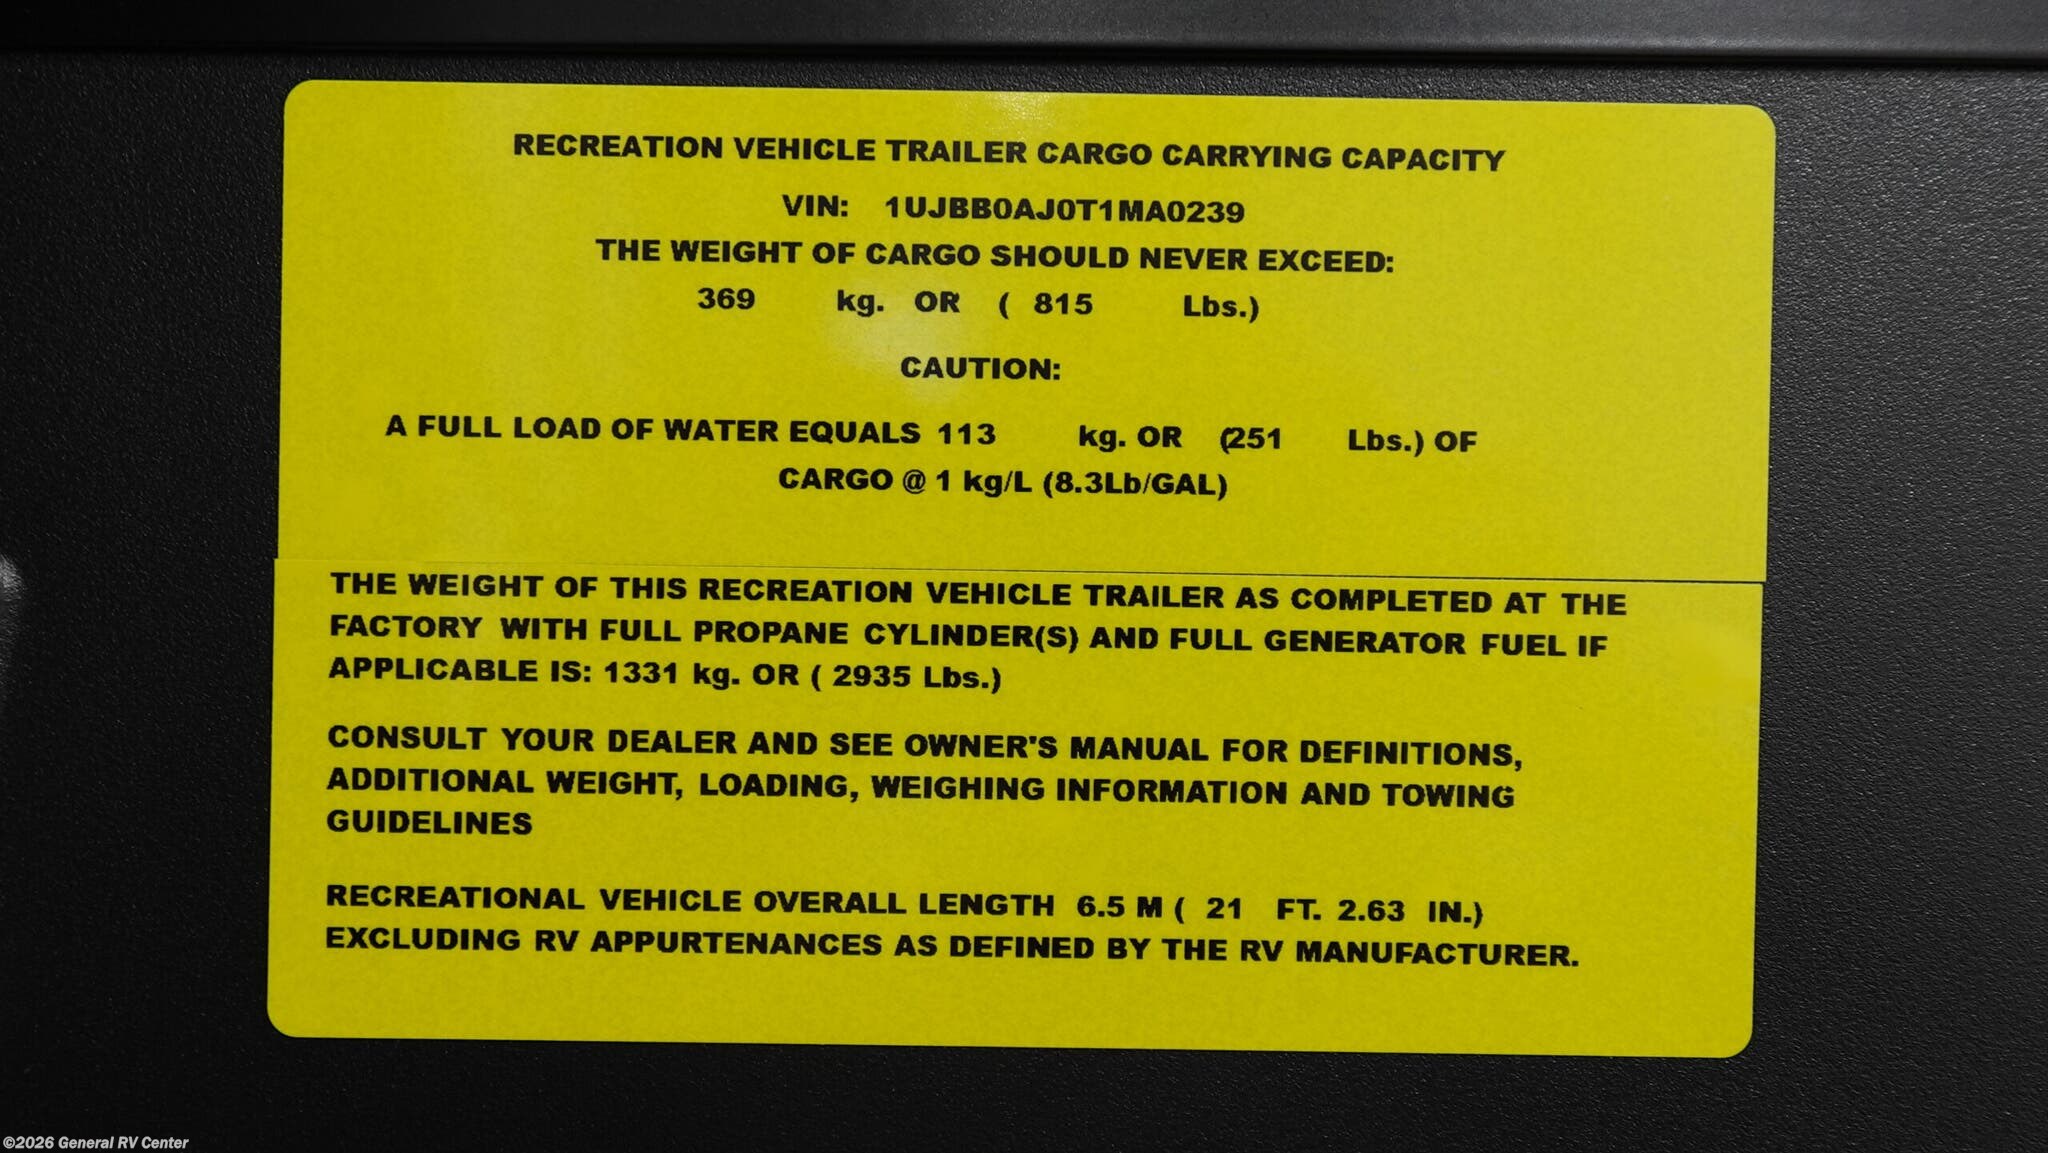 RECREATION VEHICLE TRAILER CARGO CARRYING CAPACITY
VIN: 1UJBB0AJ0T1MA0239
THE WEIGHT OF CARGO SHOULD NEVER EXCEED:
369 kg. OR ( 815 Lbs.)
CAUTION:
A FULL LOAD OF WATER EQUALS 113 kg. OR (251 Lbs.) OF
CARGO @ 1 kg/L (8.3Lb/GAL)
THE WEIGHT OF THIS RECREATION VEHICLE TRAILER AS COMPLETED AT THE
FACTORY WITH FULL PROPANE CYLINDER(S) AND FULL GENERATOR FUEL IF
APPLICABLE IS: 1331 kg. OR ( 2935 Lbs.)
CONSULT YOUR DEALER AND SEE OWNER'S MANUAL FOR DEFINITIONS,
ADDITIONAL WEIGHT, LOADING, WEIGHING INFORMATION AND TOWING
GUIDELINES
RECREATIONAL VEHICLE OVERALL LENGTH 6.5 M ( 21 FT. 2.63 IN.)
EXCLUDING RV APPURTENANCES AS DEFINED BY THE RV MANUFACTURER.
©2026 General RV Center